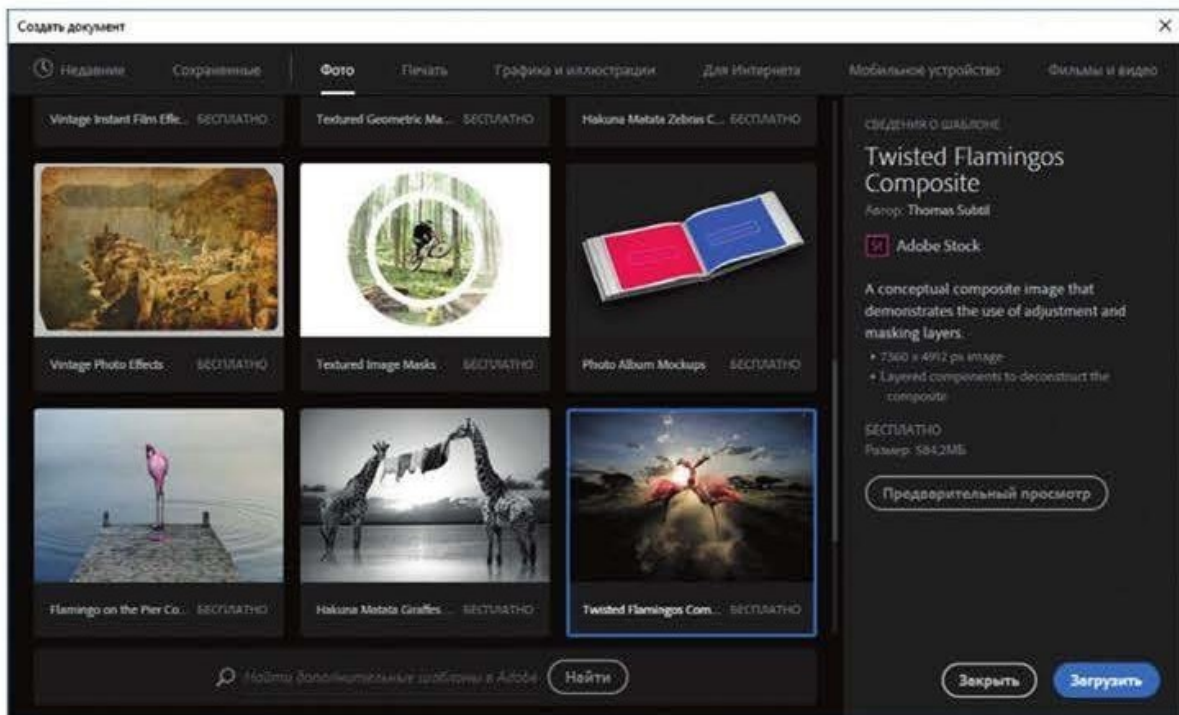 Создать документ
Недавние Сохраненные Фото Печать Графика и иллюстрации Для Интернета Мобильное устройство Фильмы и видео
Vintage Instant Film Effe... БЕСПЛАТНО
Textured Geometric Ma... БЕСПЛАТНО
Hakuna Matata Zebras C... БЕСПЛАТНО
Vintage Photo Effects БЕСПЛАТНО
Textured Image Masks БЕСПЛАТНО
Photo Album Mockups БЕСПЛАТНО
Flamingo on the Pier Co... БЕСПЛАТНО
Hakuna Matata Giraffes ... БЕСПЛАТНО
Twisted Flamingos Com... БЕСПЛАТНО
Найти дополнительные шаблоны в Adobe
Найти
СВЕДЕНИЯ О ШАБЛОНЕ
Twisted Flamingos
Composite
Автор: Thomas Subtil
St Adobe Stock
A conceptual composite image that
demonstrates the use of adjustment and
masking layers.
• 7360 x 4912 px image
• Layered components to deconstruct the
composite
БЕСПЛАТНО
Размер: 584,2МБ
Предварительный просмотр
Закрыть
Загрузить